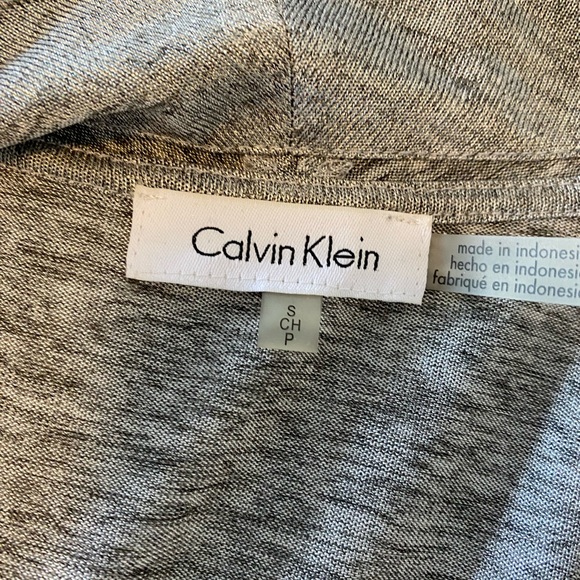 Calvin Klein
S
CH
P
made in indonesi
hecho en indonesi
fabriqué en indonesi